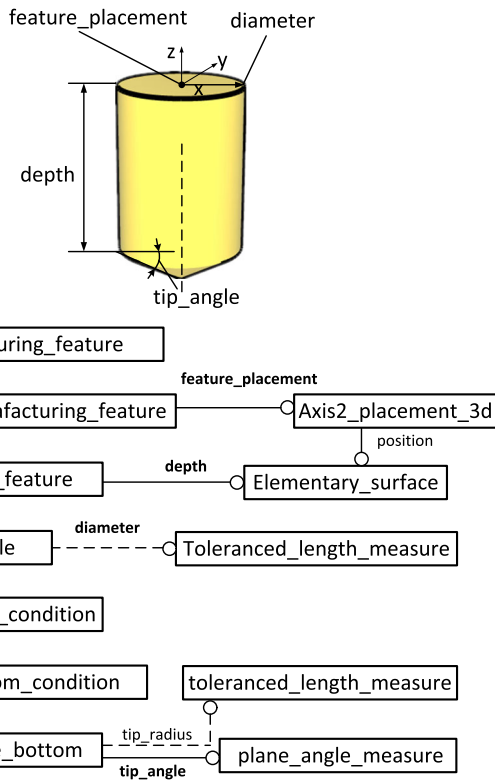 feature_placement
diameter
z
y
x
depth
tip_angle
uring_feature
feature_placement
nfacturing_feature
Axis2_placement_3d
position
depth
_feature
Elementary_surface
diameter
le
Toleranced_length_measure
_condition
om_condition
toleranced_length_measure
tip_radius
e_bottom
plane_angle_measure
tip_angle